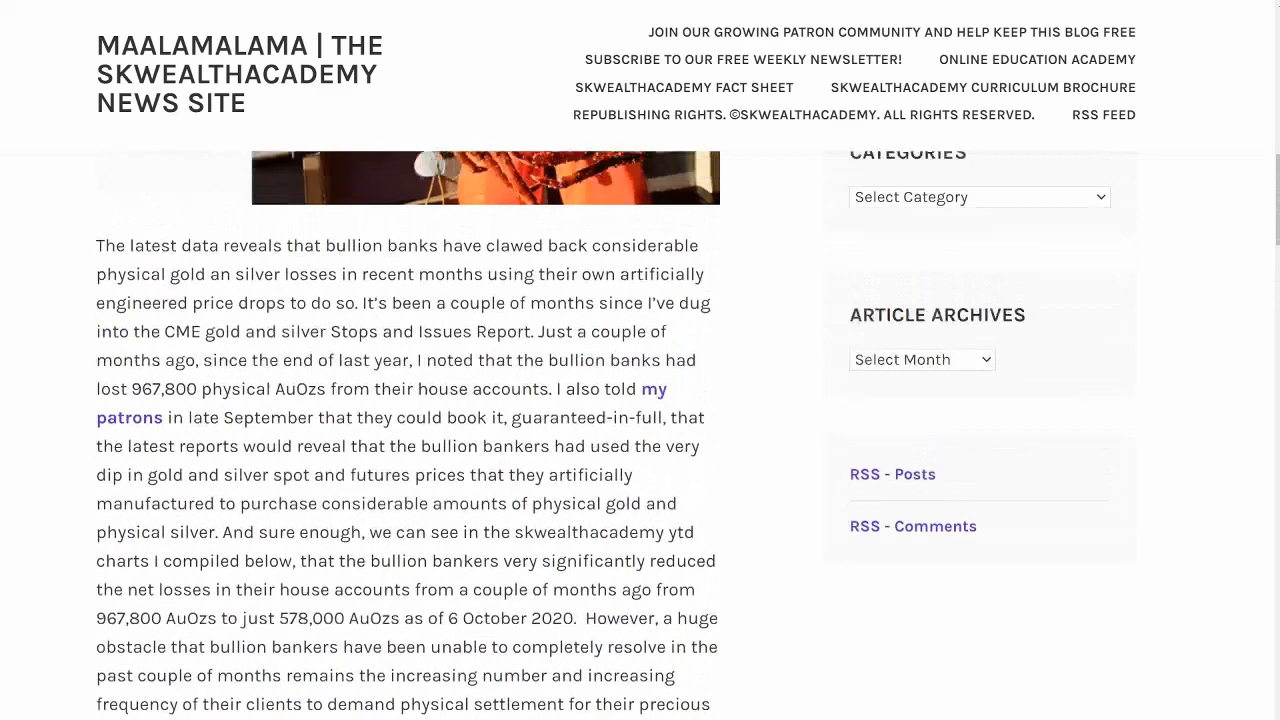 MAALAMALAMA | THE
SKWEALTHACADEMY
NEWS SITE
JOIN OUR GROWING PATRON COMMUNITY AND HELP KEEP THIS BLOG FREE
SUBSCRIBE TO OUR FREE WEEKLY NEWSLETTER! ONLINE EDUCATION ACADEMY
SKWEALTHACADEMY FACT SHEET SKWEALTHACADEMY CURRICULUM BROCHURE
REPUBLISHING RIGHTS. ©SKWEALTHACADEMY. ALL RIGHTS RESERVED. RSS FEED
The latest data reveals that bullion banks have clawed back considerable
physical gold an silver losses in recent months using their own artificially
engineered price drops to do so. It’s been a couple of months since I’ve dug
into the CME gold and silver Stops and Issues Report. Just a couple of
months ago, since the end of last year, I noted that the bullion banks had
lost 967,800 physical AuOzs from their house accounts. I also told my
patrons in late September that they could book it, guaranteed-in-full, that
the latest reports would reveal that the bullion bankers had used the very
dip in gold and silver spot and futures prices that they artificially
manufactured to purchase considerable amounts of physical gold and
physical silver. And sure enough, we can see in the skwealthacademy ytd
charts I compiled below, that the bullion bankers very significantly reduced
the net losses in their house accounts from a couple of months ago from
967,800 AuOzs to just 578,000 AuOzs as of 6 October 2020.  However, a huge
obstacle that bullion bankers have been unable to completely resolve in the
past couple of months remains the increasing number and increasing
frequency of their clients to demand physical settlement for their precious
CATEGORIES
Select Category
ARTICLE ARCHIVES
Select Month
RSS - Posts
RSS - Comments